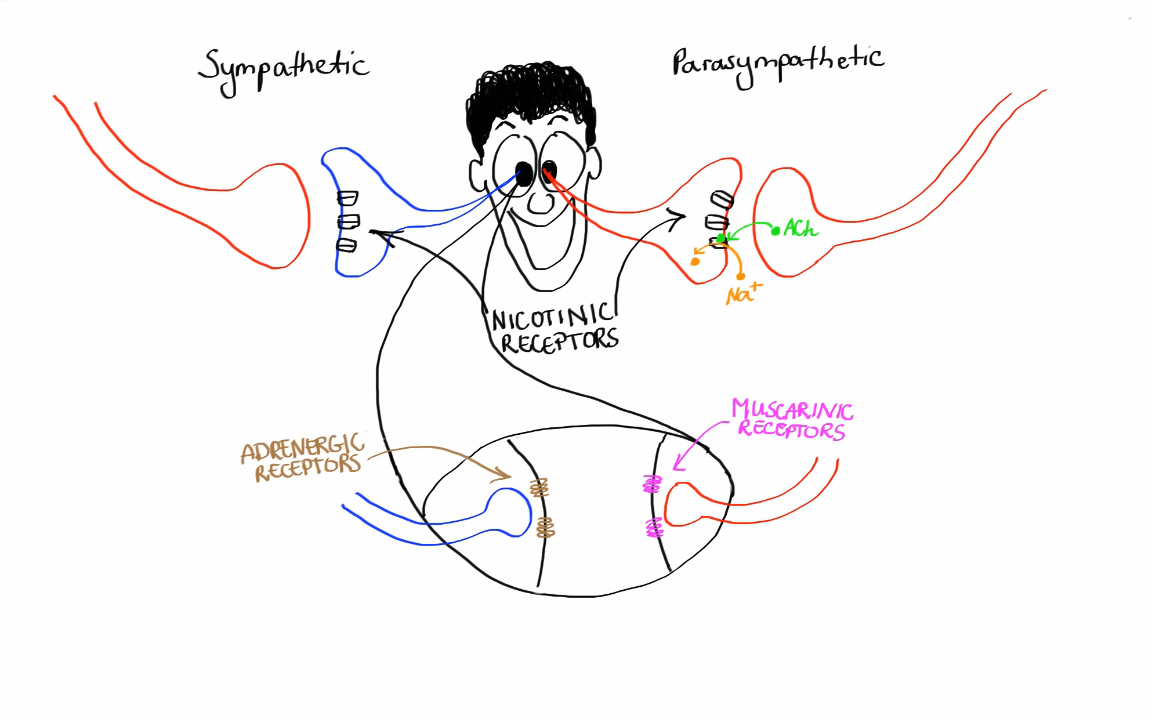 Sympathetic
Parasympathetic
ACh
Na⁺
NICOTINIC
RECEPTORS
MUSCARINIC
RECEPTORS
ADRENERGIC
RECEPTORS